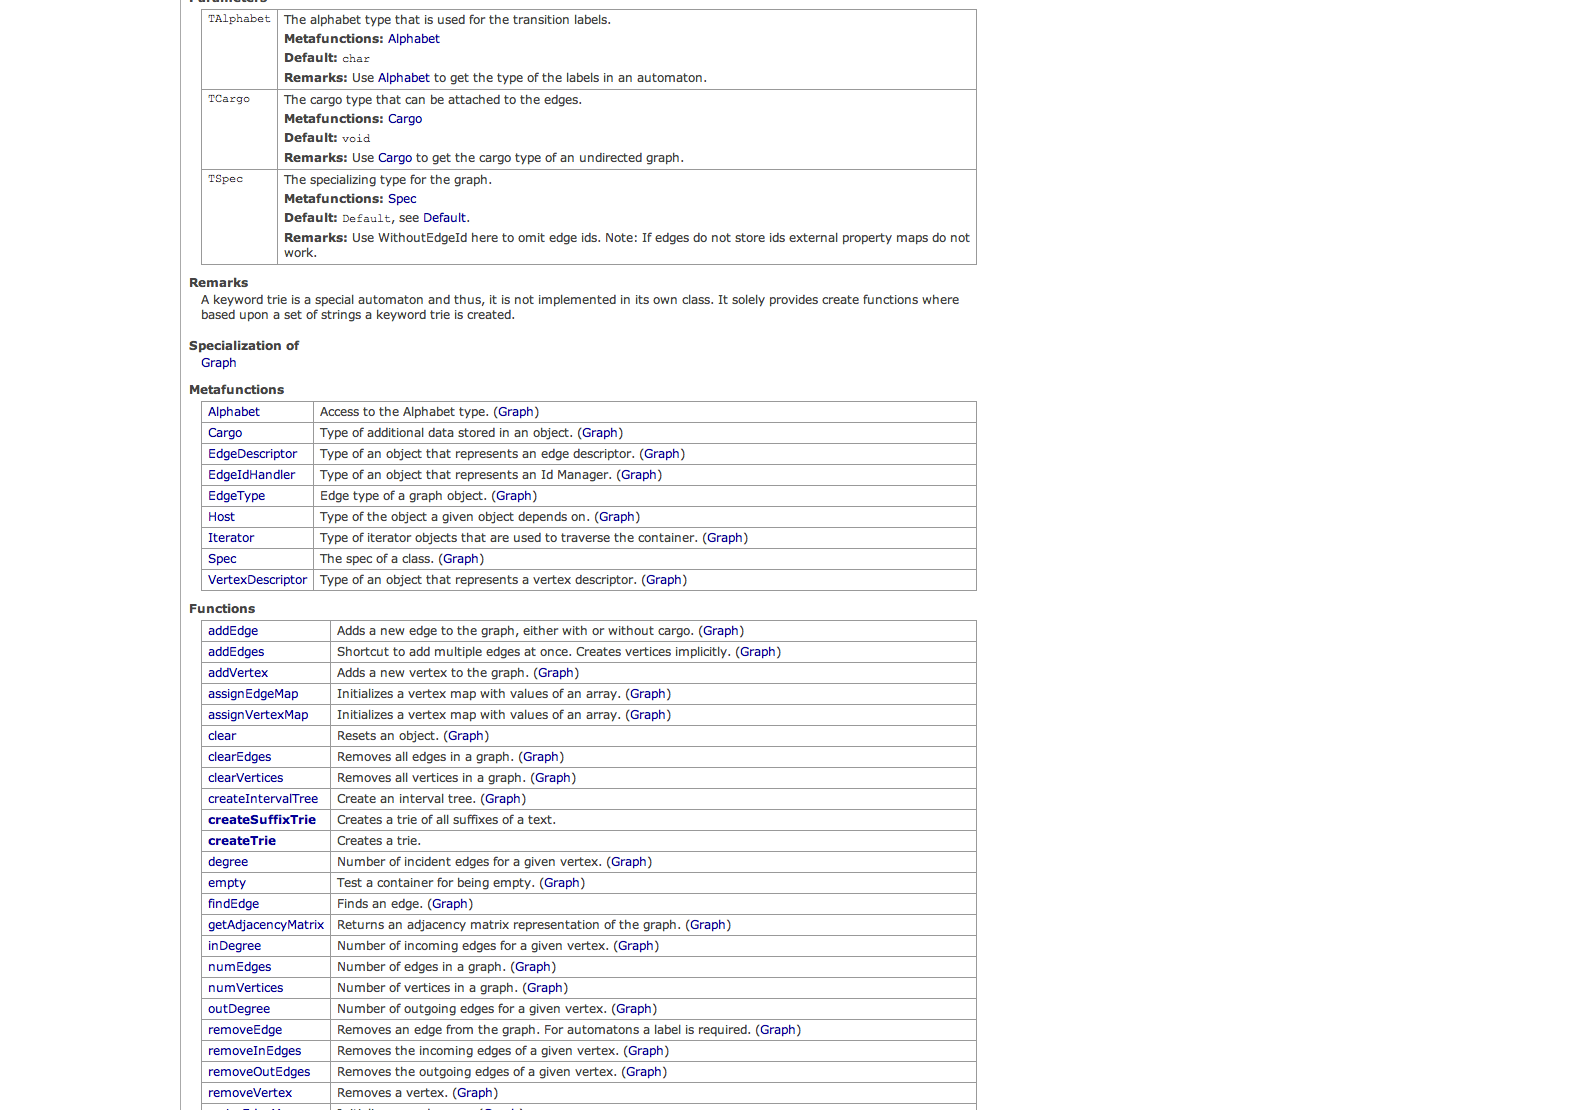 Parameters
TAlphabet The alphabet type that is used for the transition labels.
Metafunctions: Alphabet
Default: char
Remarks: Use Alphabet to get the type of the labels in an automaton.
TCargo The cargo type that can be attached to the edges.
Metafunctions: Cargo
Default: void
Remarks: Use Cargo to get the cargo type of an undirected graph.
TSpec The specializing type for the graph.
Metafunctions: Spec
Default: Default, see Default.
Remarks: Use WithoutEdgeId here to omit edge ids. Note: If edges do not store ids external property maps do not
work.
Remarks
A keyword trie is a special automaton and thus, it is not implemented in its own class. It solely provides create functions where
based upon a set of strings a keyword trie is created.
Specialization of
Graph
Metafunctions
Alphabet Access to the Alphabet type. (Graph)
Cargo Type of additional data stored in an object. (Graph)
EdgeDescriptor Type of an object that represents an edge descriptor. (Graph)
EdgeIdHandler Type of an object that represents an Id Manager. (Graph)
EdgeType Edge type of a graph object. (Graph)
Host Type of the object a given object depends on. (Graph)
Iterator Type of iterator objects that are used to traverse the container. (Graph)
Spec The spec of a class. (Graph)
VertexDescriptor Type of an object that represents a vertex descriptor. (Graph)
Functions
addEdge Adds a new edge to the graph, either with or without cargo. (Graph)
addEdges Shortcut to add multiple edges at once. Creates vertices implicitly. (Graph)
addVertex Adds a new vertex to the graph. (Graph)
assignEdgeMap Initializes a vertex map with values of an array. (Graph)
assignVertexMap Initializes a vertex map with values of an array. (Graph)
clear Resets an object. (Graph)
clearEdges Removes all edges in a graph. (Graph)
clearVertices Removes all vertices in a graph. (Graph)
createIntervalTree Create an interval tree. (Graph)
createSuffixTrie Creates a trie of all suffixes of a text.
createTrie Creates a trie.
degree Number of incident edges for a given vertex. (Graph)
empty Test a container for being empty. (Graph)
findEdge Finds an edge. (Graph)
getAdjacencyMatrix Returns an adjacency matrix representation of the graph. (Graph)
inDegree Number of incoming edges for a given vertex. (Graph)
numEdges Number of edges in a graph. (Graph)
numVertices Number of vertices in a graph. (Graph)
outDegree Number of outgoing edges for a given vertex. (Graph)
removeEdge Removes an edge from the graph. For automatons a label is required. (Graph)
removeInEdges Removes the incoming edges of a given vertex. (Graph)
removeOutEdges Removes the outgoing edges of a given vertex. (Graph)
removeVertex Removes a vertex. (Graph)